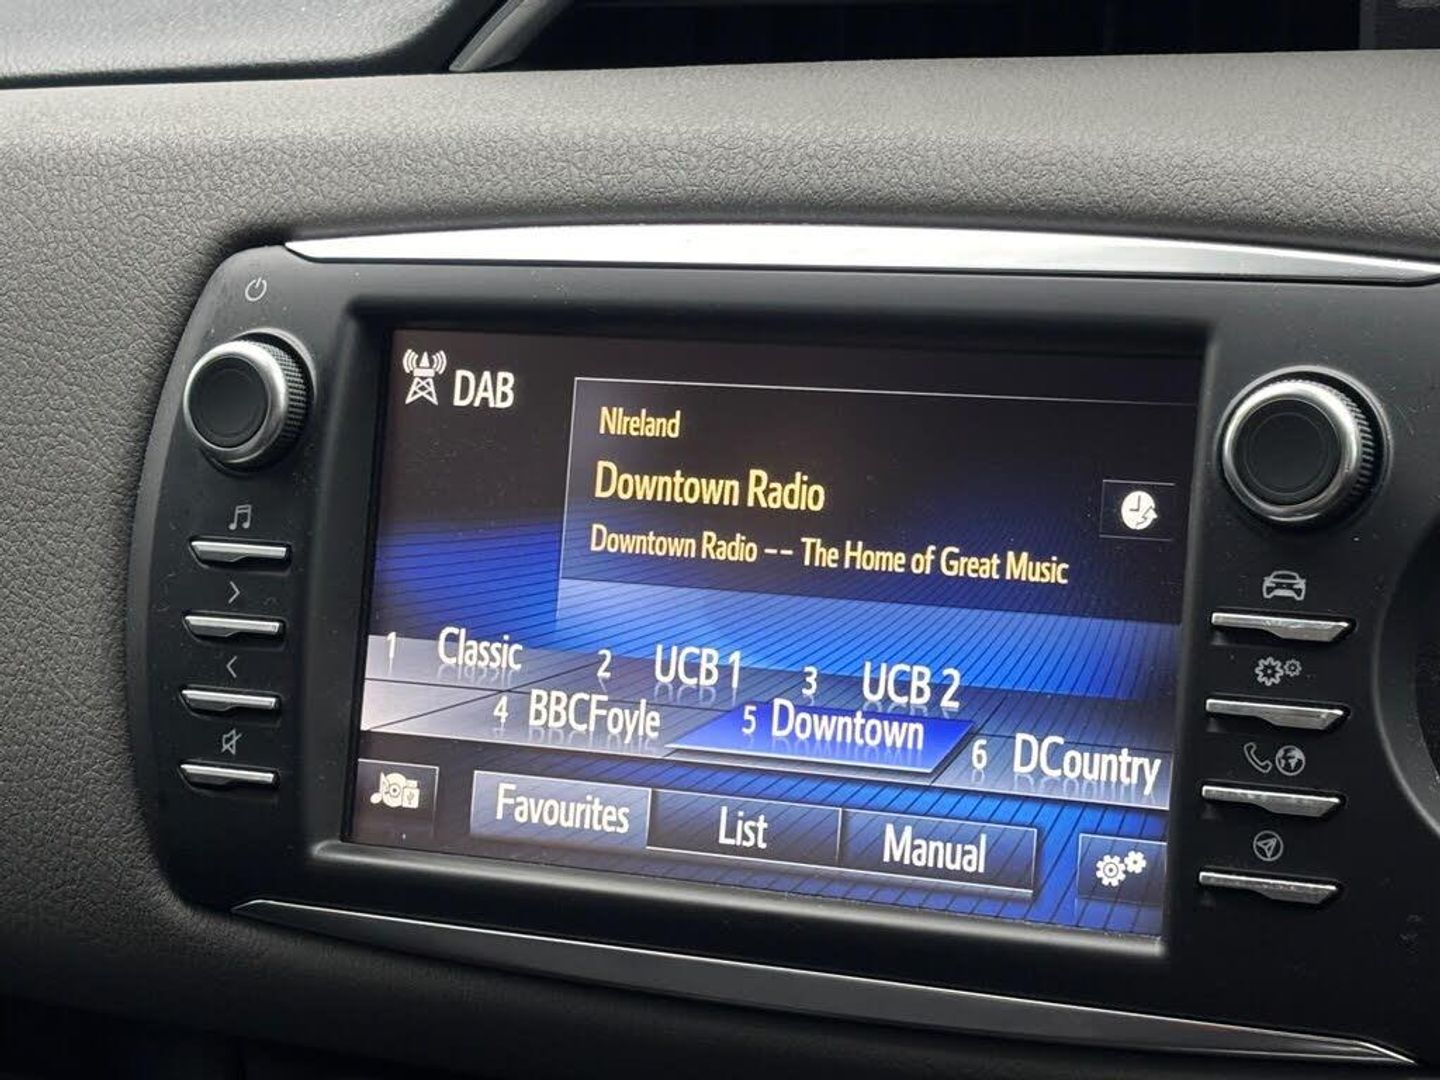 DAB
NIreland
Downtown Radio
Downtown Radio -- The Home of Great Music
1 Classic 2 UCB 1 3 UCB 2
4 BBCFoyle 5 Downtown 6 DCountry
Favourites List Manual